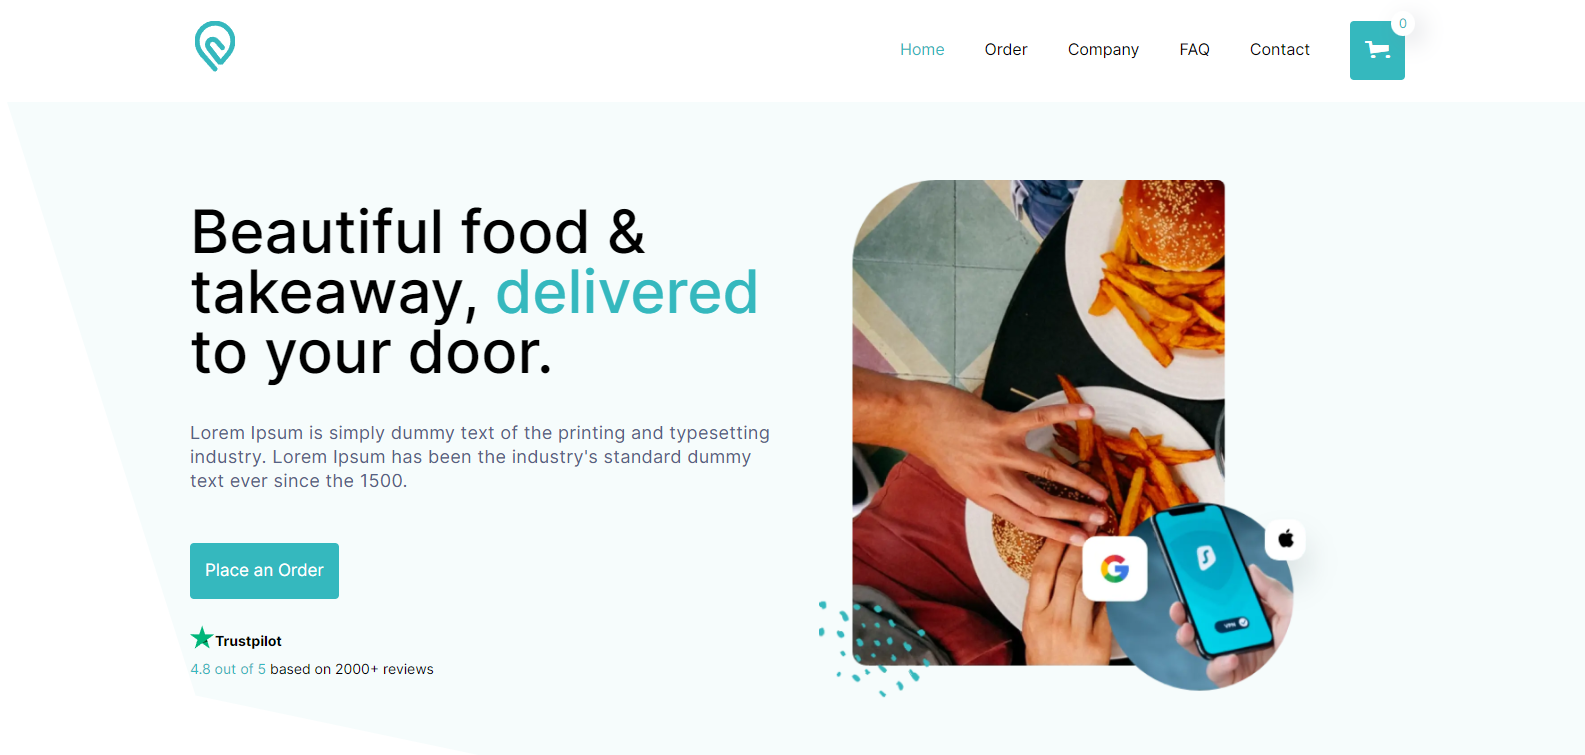 Home Order Company FAQ Contact 0
Beautiful food &
takeaway, delivered
to your door.
Lorem Ipsum is simply dummy text of the printing and typesetting
industry. Lorem Ipsum has been the industry's standard dummy
text ever since the 1500.
Place an Order
Trustpilot
4.8 out of 5 based on 2000+ reviews
G
VPN